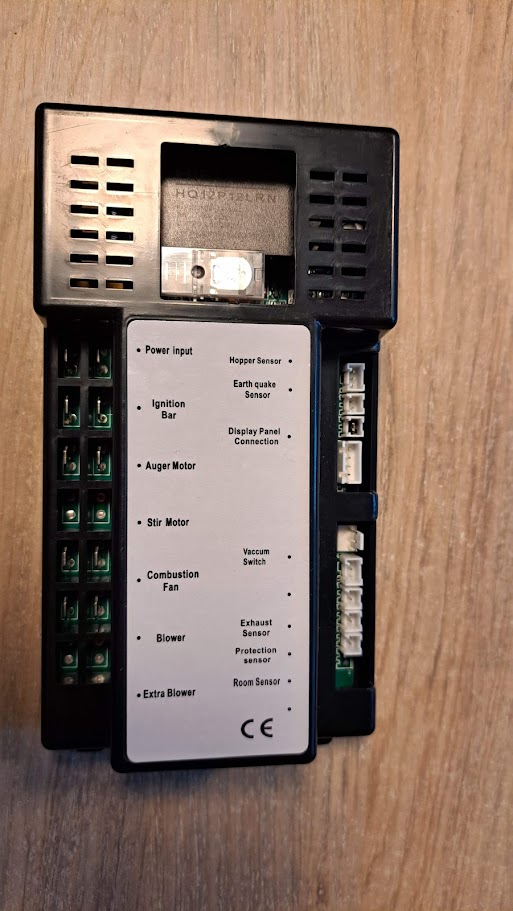 HQ12P12LRN
Power input
Ignition
Bar
Auger Motor
Stir Motor
Combustion
Fan
Blower
Extra Blower
Hopper Sensor
Earth quake
Sensor
Display Panel
Connection
Vaccum
Switch
Exhaust
Sensor
Protection
sensor
Room Sensor
CE